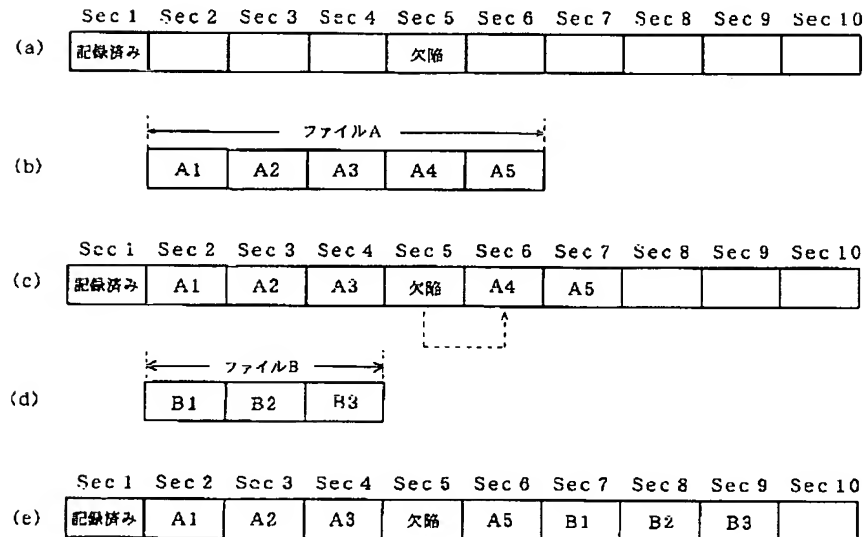 Sec 1 Sec 2 Sec 3 Sec 4 Sec 5 Sec 6 Sec 7 Sec 8 Sec 9 Sec 10
(a) 記録済み 欠陥
ファイルA
(b) A1 A2 A3 A4 A5
Sec 1 Sec 2 Sec 3 Sec 4 Sec 5 Sec 6 Sec 7 Sec 8 Sec 9 Sec 10
(c) 記録済み A1 A2 A3 欠陥 A4 A5
ファイルB
(d) B1 B2 B3
Sec 1 Sec 2 Sec 3 Sec 4 Sec 5 Sec 6 Sec 7 Sec 8 Sec 9 Sec 10
(e) 記録済み A1 A2 A3 欠陥 A5 B1 B2 B3